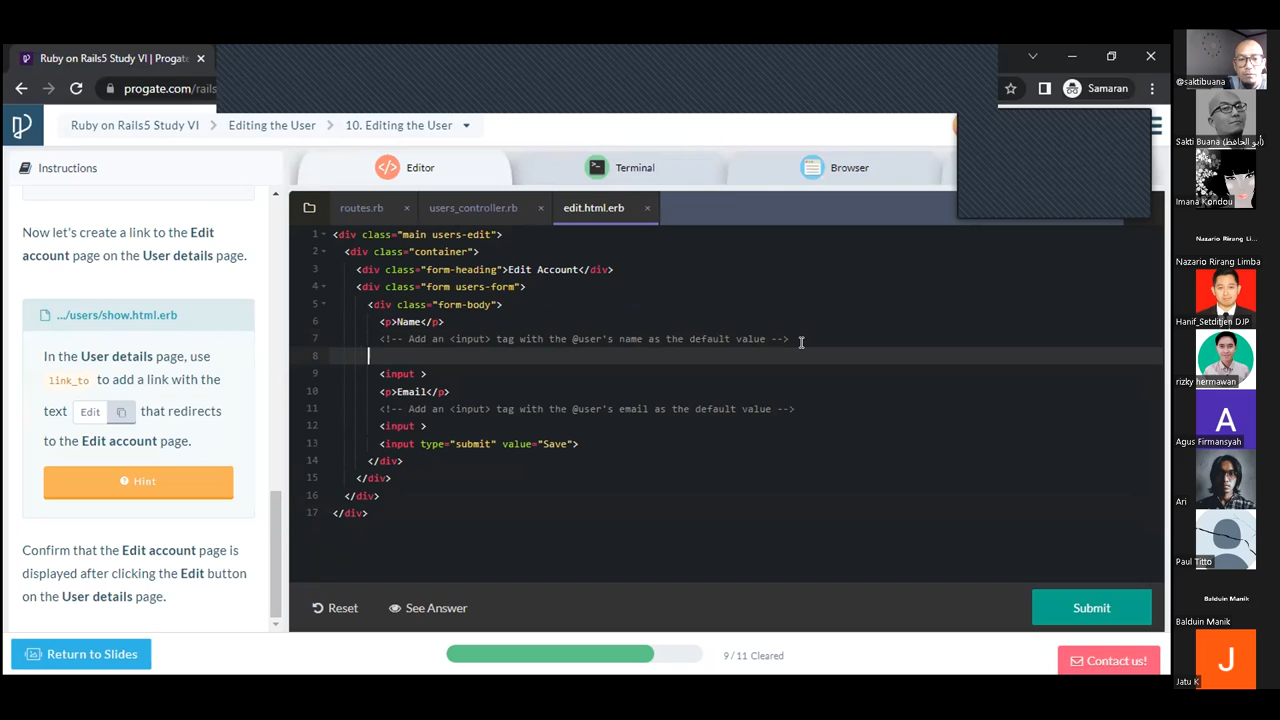 Ruby on Rails5 Study VI | Progate
progate.com/rails
Samaran
Ruby on Rails5 Study VI
Editing the User
10. Editing the User
Instructions
Editor
Terminal
Browser
Now let's create a link to the Edit
account page on the User details page.
.../users/show.html.erb
In the User details page, use
link_to to add a link with the
text Edit that redirects
to the Edit account page.
Hint
Confirm that the Edit account page is
displayed after clicking the Edit button
on the User details page.
routes.rb
users_controller.rb
edit.html.erb
1 <div class="main users-edit">
2 <div class="container">
3 <div class="form-heading">Edit Account</div>
4 <div class="form users-form">
5 <div class="form-body">
6 <p>Name</p>
7 <!-- Add an <input> tag with the @user's name as the default value -->
8
9 <input >
10 <p>Email</p>
11 <!-- Add an <input> tag with the @user's email as the default value -->
12 <input >
13 <input type="submit" value="Save">
14 </div>
15 </div>
16 </div>
17 </div>
Reset
See Answer
Submit
Return to Slides
9 / 11 Cleared
Contact us!
@saktibuana
Sakti Buana (أبو الحافظ)
Imana Kondou
Nazario Rirang Li...
Nazario Rirang Limba
Hanif_Setditjen DJP
rizky hermawan
A
Agus Firmansyah
Ari
Paul Titto
Balduin Manik
Balduin Manik
J
Jatu K